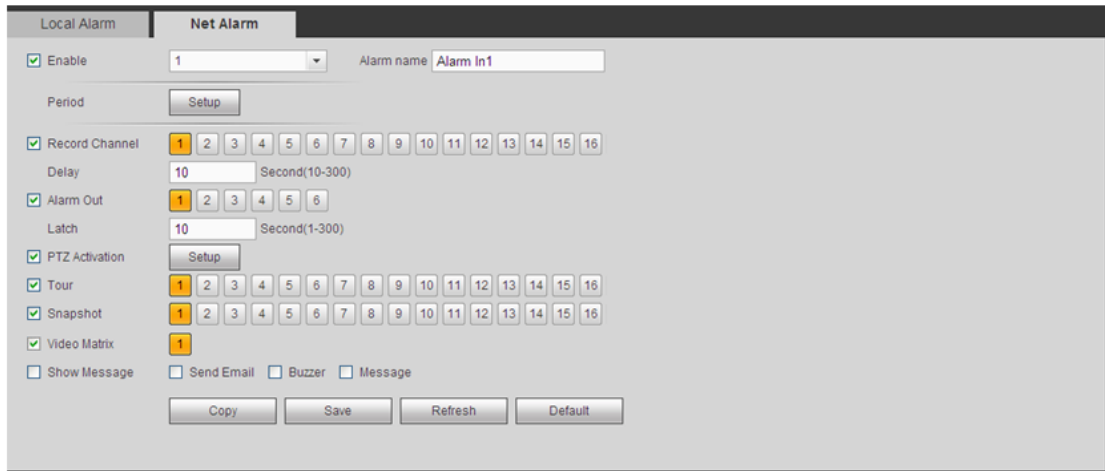 Local Alarm Net Alarm
Enable 1 Alarm name Alarm In1
Period Setup
Record Channel 1 2 3 4 5 6 7 8 9 10 11 12 13 14 15 16
Delay 10 Second(10-300)
Alarm Out 1 2 3 4 5 6
Latch 10 Second(1-300)
PTZ Activation Setup
Tour 1 2 3 4 5 6 7 8 9 10 11 12 13 14 15 16
Snapshot 1 2 3 4 5 6 7 8 9 10 11 12 13 14 15 16
Video Matrix 1
Show Message Send Email Buzzer Message
Copy Save Refresh Default